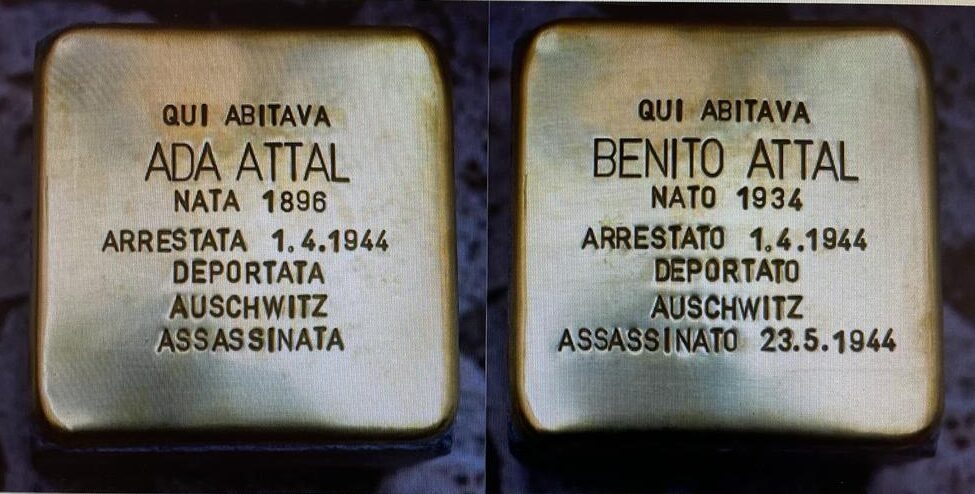 QUI ABITAVA
ADA ATTAL
NATA 1896
ARRESTATA 1.4.1944
DEPORTATA
AUSCHWITZ
ASSASSINATA
QUI ABITAVA
BENITO ATTAL
NATO 1934
ARRESTATO 1.4.1944
DEPORTATO
AUSCHWITZ
ASSASSINATO 23.5.1944